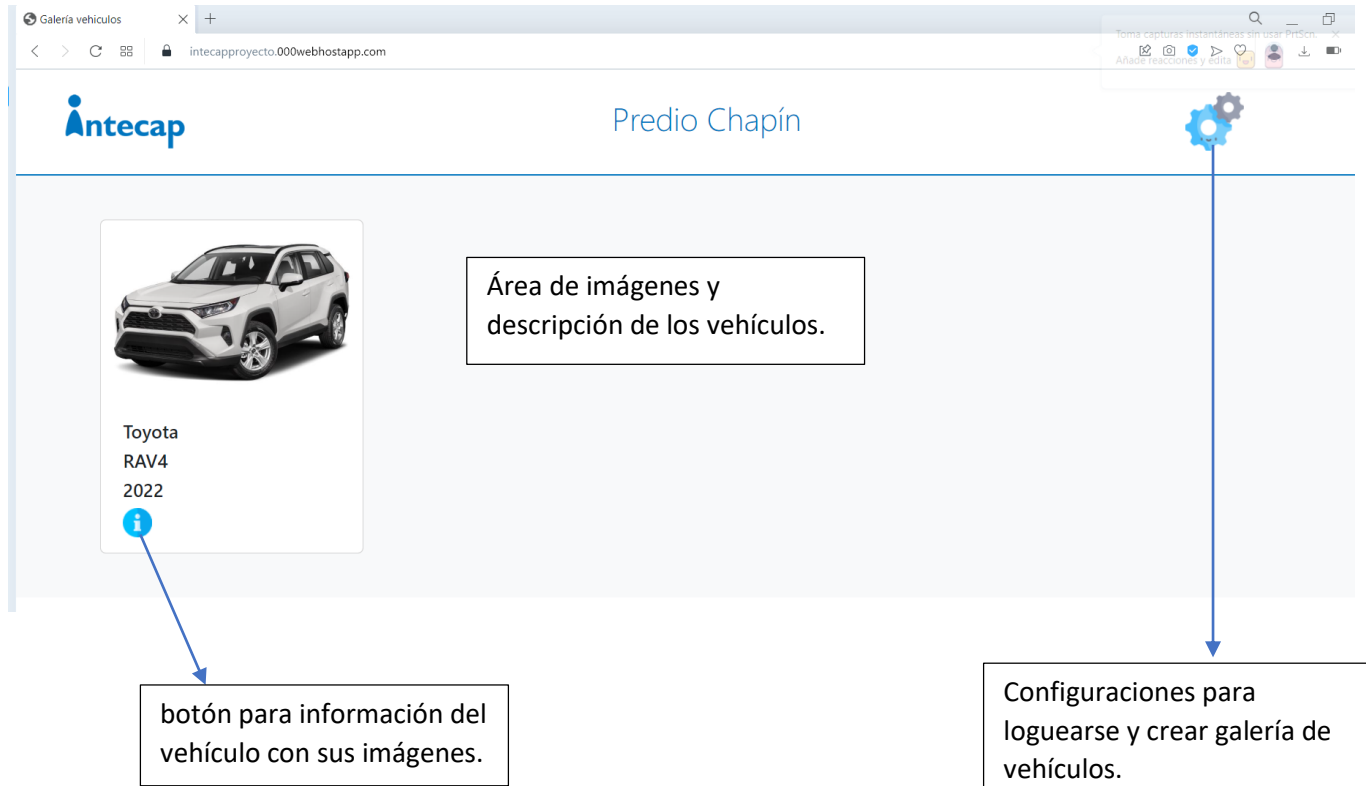 Galería vehiculos
Toma capturas instantáneas sin usar PrtScn.
intecapproyecto.000webhostapp.com
Añade reacciones y edita
intecap
Predio Chapín
Área de imágenes y
descripción de los vehículos.
Toyota
RAV4
2022
i
botón para información del
vehículo con sus imágenes.
Configuraciones para
loguearse y crear galería de
vehículos.